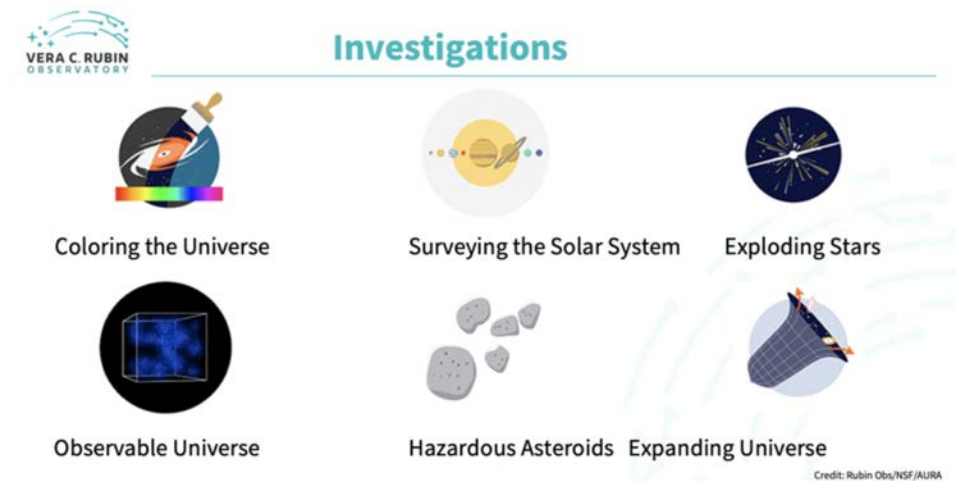 VERA C. RUBIN
OBSERVATORY
Investigations
Coloring the Universe
Surveying the Solar System
Exploding Stars
Observable Universe
Hazardous Asteroids
Expanding Universe
Credit: Rubin Obs/NSF/AURA